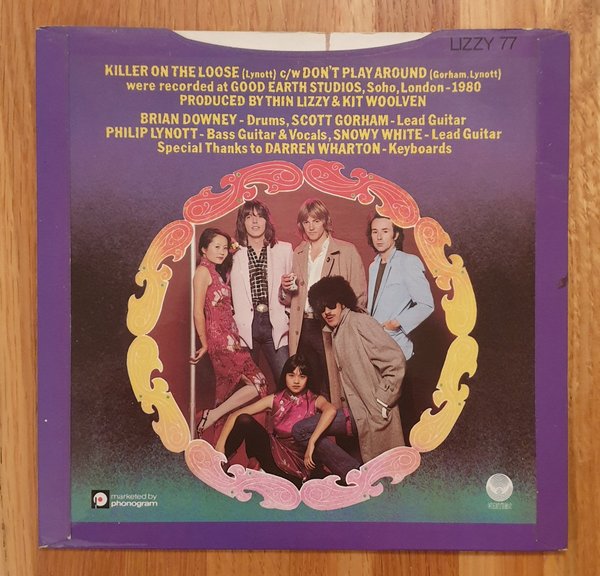 LIZZY 77
KILLER ON THE LOOSE (Lynott) c/w DON'T PLAY AROUND (Gorham, Lynott)
were recorded at GOOD EARTH STUDIOS, Soho, London - 1980
PRODUCED BY THIN LIZZY & KIT WOOLVEN
BRIAN DOWNEY - Drums, SCOTT GORHAM - Lead Guitar
PHILIP LYNOTT - Bass Guitar & Vocals, SNOWY WHITE - Lead Guitar
Special Thanks to DARREN WHARTON - Keyboards
marketed by
phonogram